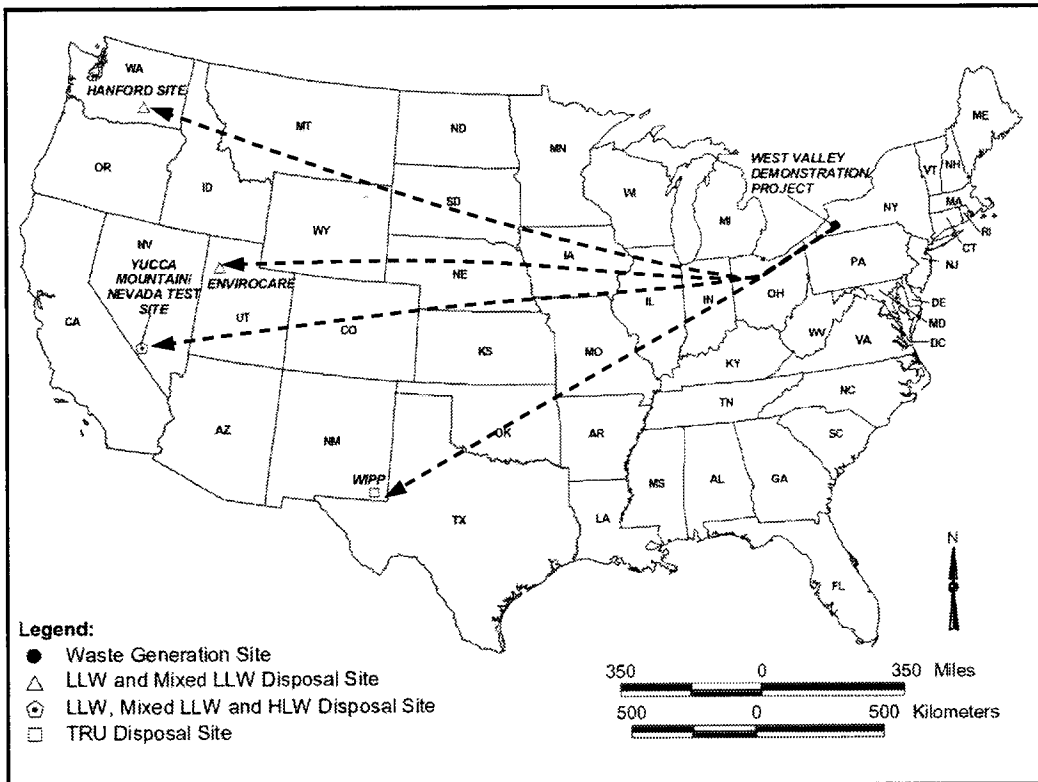 WA
HANFORD SITE
MT
ND
MN
ME
OR
ID
SD
WI
WEST VALLEY
DEMONSTRATION
PROJECT
VT
NH
NY
MA
RI
CT
MI
WY
IA
NE
NV
YUCCA
MOUNTAIN/
NEVADA TEST
SITE
ENVIROCARE
PA
NJ
IL
IN
OH
CA
UT
CO
DE
MD
DC
WV
VA
KS
MO
KY
NC
TN
AZ
NM
OK
AR
SC
WIPP
MS
AL
GA
TX
LA
FL
N
Legend:
Waste Generation Site
LLW and Mixed LLW Disposal Site
LLW, Mixed LLW and HLW Disposal Site
TRU Disposal Site
350 0 350 Miles
500 0 500 Kilometers